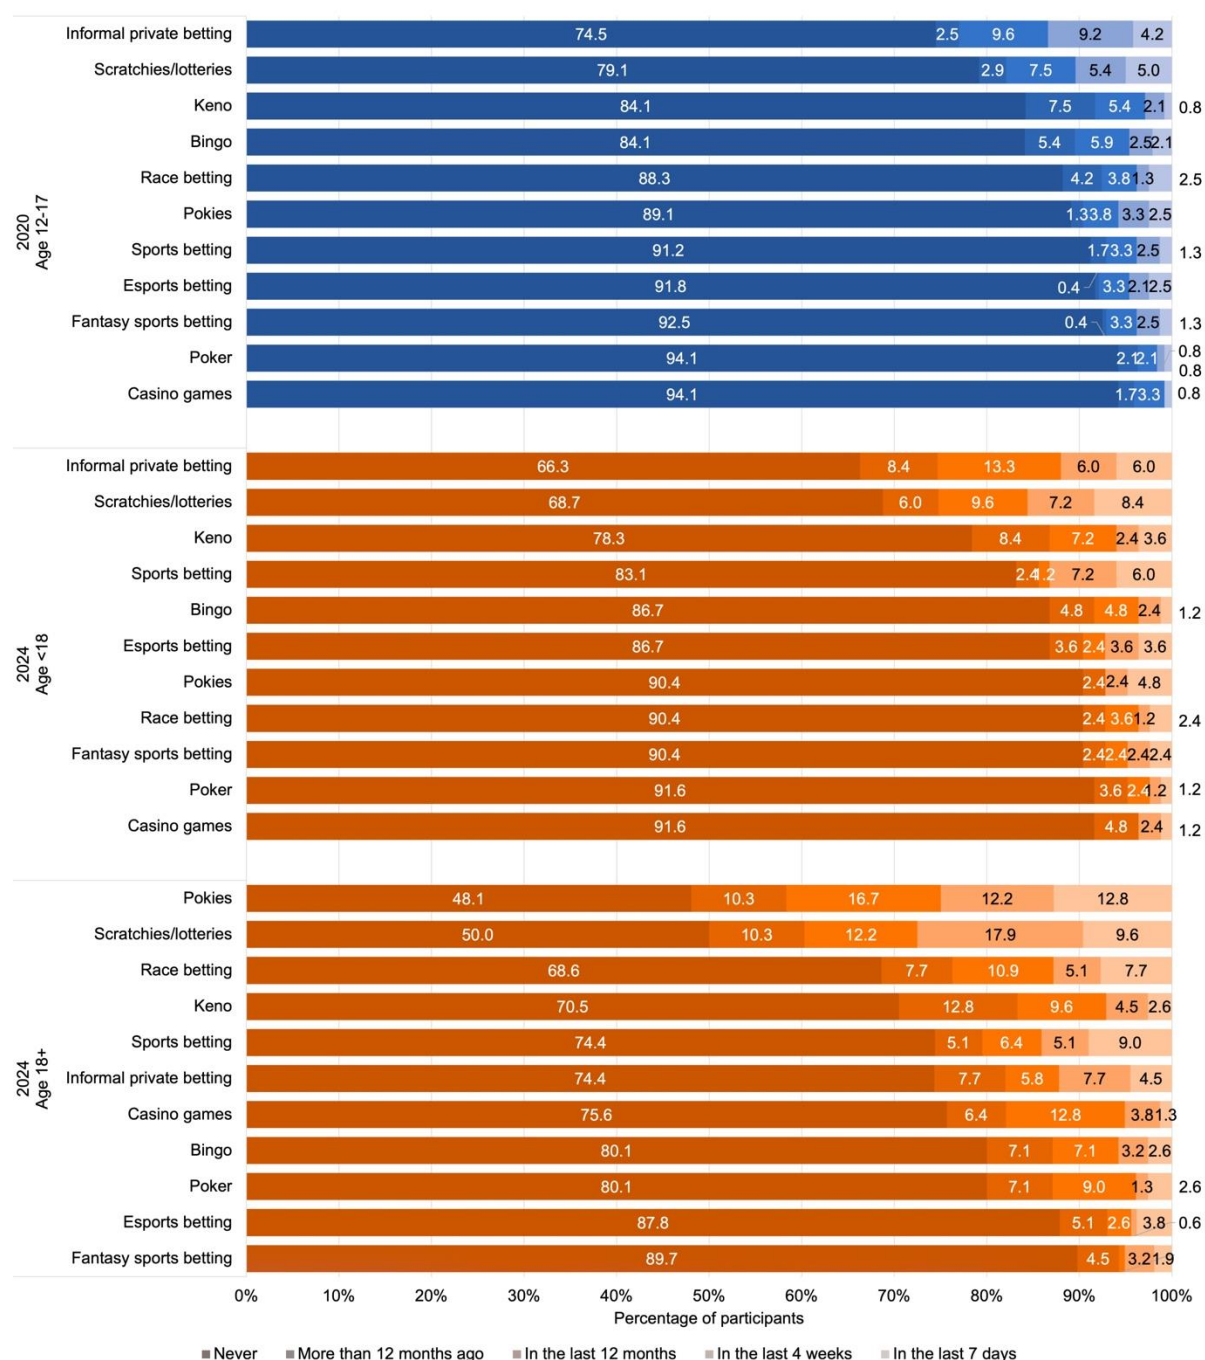 2020
Age 12-17
Informal private betting 74.5 2.5 9.6 9.2 4.2
Scratchies/lotteries 79.1 2.9 7.5 5.4 5.0
Keno 84.1 7.5 5.4 2.1 0.8
Bingo 84.1 5.4 5.9 2.5 2.1
Race betting 88.3 4.2 3.8 1.3 2.5
Pokies 89.1 1.3 3.8 3.3 2.5
Sports betting 91.2 1.7 3.3 2.5 1.3
Esports betting 91.8 0.4 3.3 2.1 2.5
Fantasy sports betting 92.5 0.4 3.3 2.5 1.3
Poker 94.1 2.1 2.1 0.8 0.8
Casino games 94.1 1.7 3.3 0.8
2024
Age <18
Informal private betting 66.3 8.4 13.3 6.0 6.0
Scratchies/lotteries 68.7 6.0 9.6 7.2 8.4
Keno 78.3 8.4 7.2 2.4 3.6
Sports betting 83.1 2.4 1.2 7.2 6.0
Bingo 86.7 4.8 4.8 2.4 1.2
Esports betting 86.7 3.6 2.4 3.6 3.6
Pokies 90.4 2.4 2.4 4.8
Race betting 90.4 2.4 3.6 1.2 2.4
Fantasy sports betting 90.4 2.4 2.4 2.4 2.4
Poker 91.6 3.6 2.4 1.2 1.2
Casino games 91.6 4.8 2.4 1.2
2024
Age 18+
Pokies 48.1 10.3 16.7 12.2 12.8
Scratchies/lotteries 50.0 10.3 12.2 17.9 9.6
Race betting 68.6 7.7 10.9 5.1 7.7
Keno 70.5 12.8 9.6 4.5 2.6
Sports betting 74.4 5.1 6.4 5.1 9.0
Informal private betting 74.4 7.7 5.8 7.7 4.5
Casino games 75.6 6.4 12.8 3.8 1.3
Bingo 80.1 7.1 7.1 3.2 2.6
Poker 80.1 7.1 9.0 1.3 2.6
Esports betting 87.8 5.1 2.6 3.8 0.6
Fantasy sports betting 89.7 4.5 3.2 1.9
0% 10% 20% 30% 40% 50% 60% 70% 80% 90% 100%
Percentage of participants
Never More than 12 months ago In the last 12 months In the last 4 weeks In the last 7 days